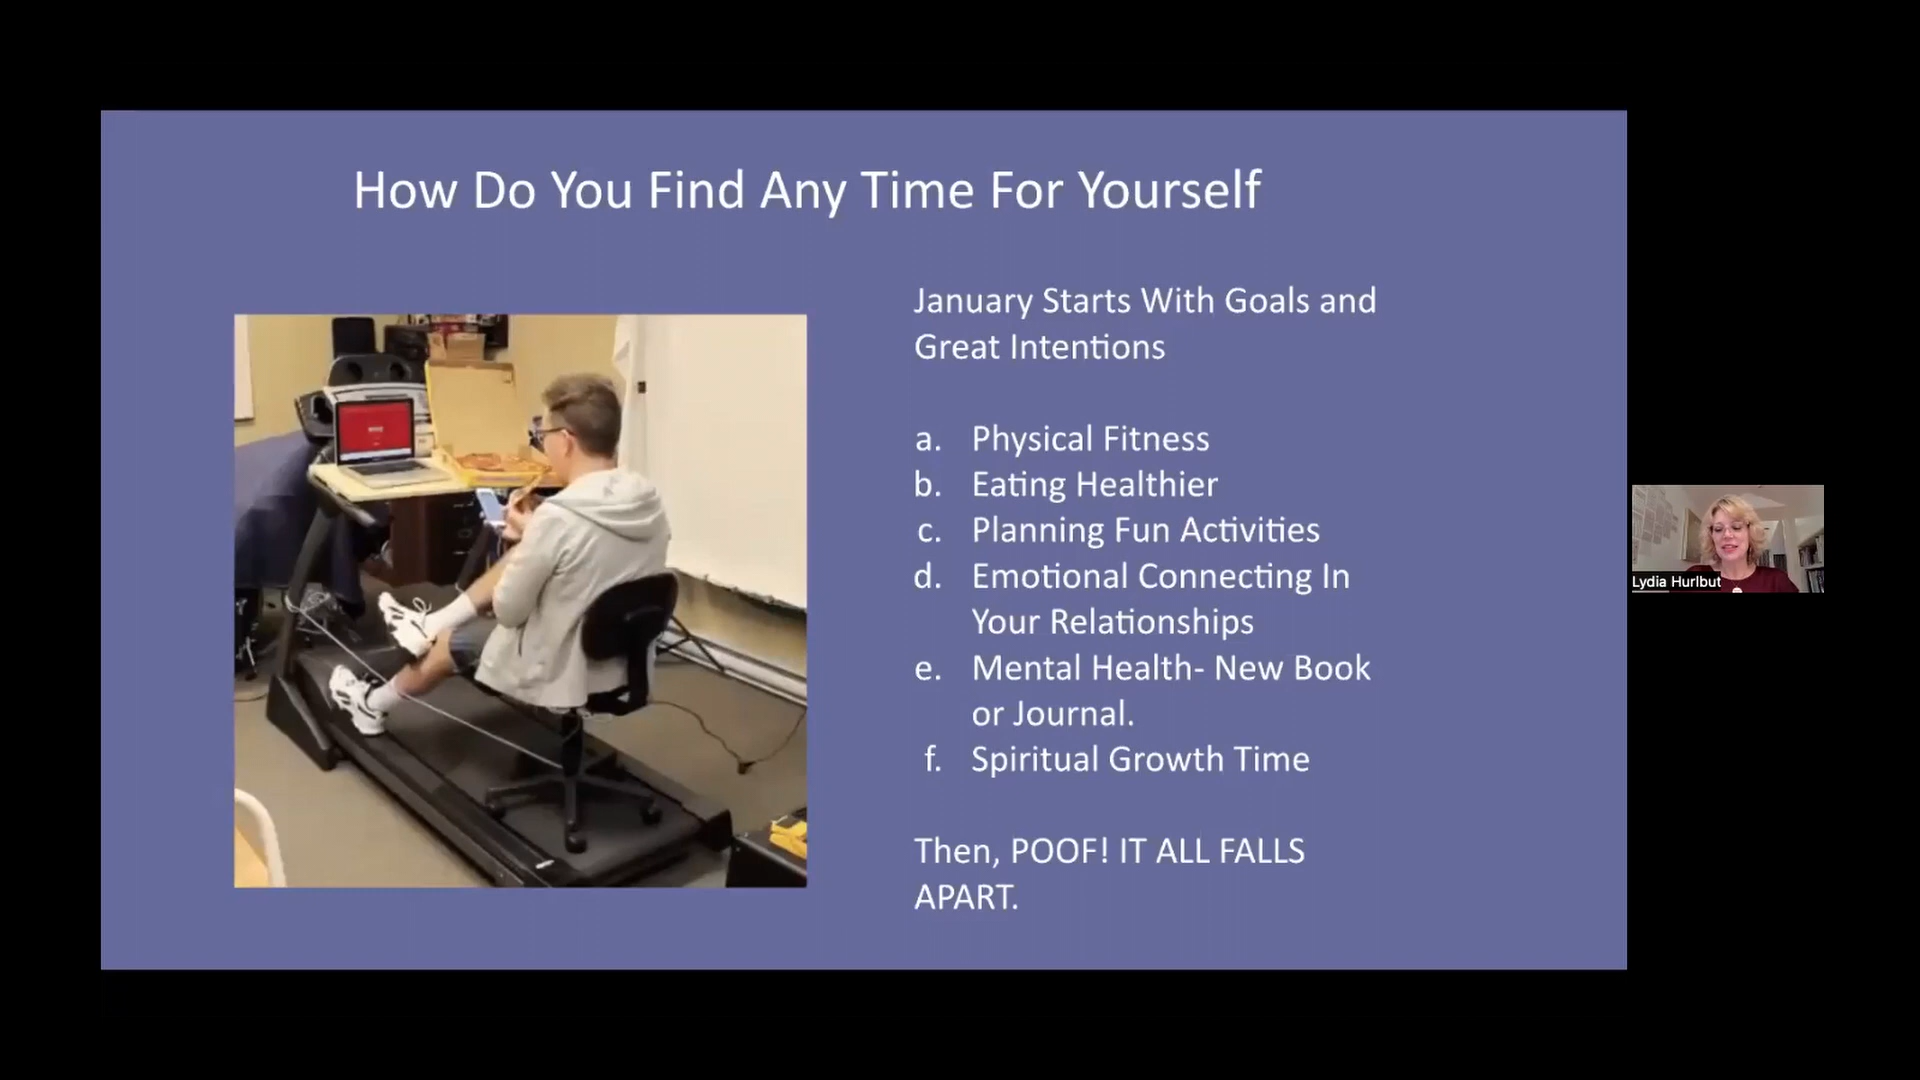 How Do You Find Any Time For Yourself
January Starts With Goals and
Great Intentions
a. Physical Fitness
b. Eating Healthier
c. Planning Fun Activities
d. Emotional Connecting In
Your Relationships
e. Mental Health- New Book
or Journal.
f. Spiritual Growth Time
Then, POOF! IT ALL FALLS
APART.
Lydia Hurlbut